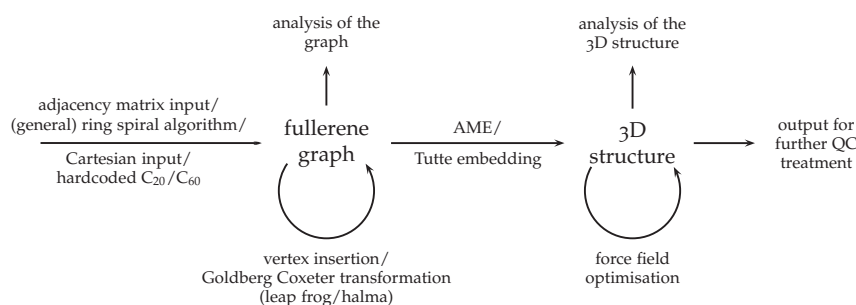 analysis of the
graph
analysis of the
3D structure
adjacency matrix input/
(general) ring spiral algorithm/
Cartesian input/
hardcoded C₂₀/C₆₀
fullerene
graph
AME/
Tutte embedding
3D
structure
output for
further QC
treatment
vertex insertion/
Goldberg Coxeter transformation
(leap frog/halma)
force field
optimisation